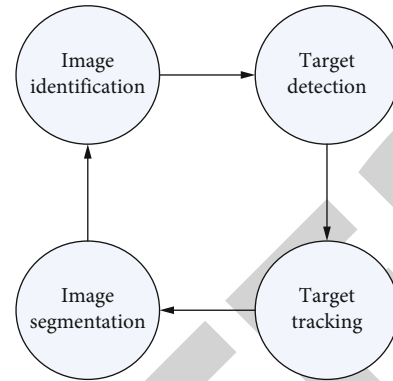 Image
identification
Target
detection
Image
segmentation
Target
tracking